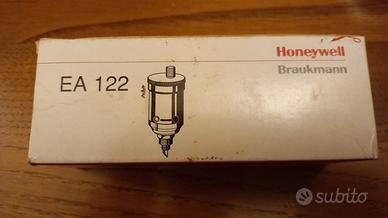 Honeywell
Braukmann
EA 122
subito